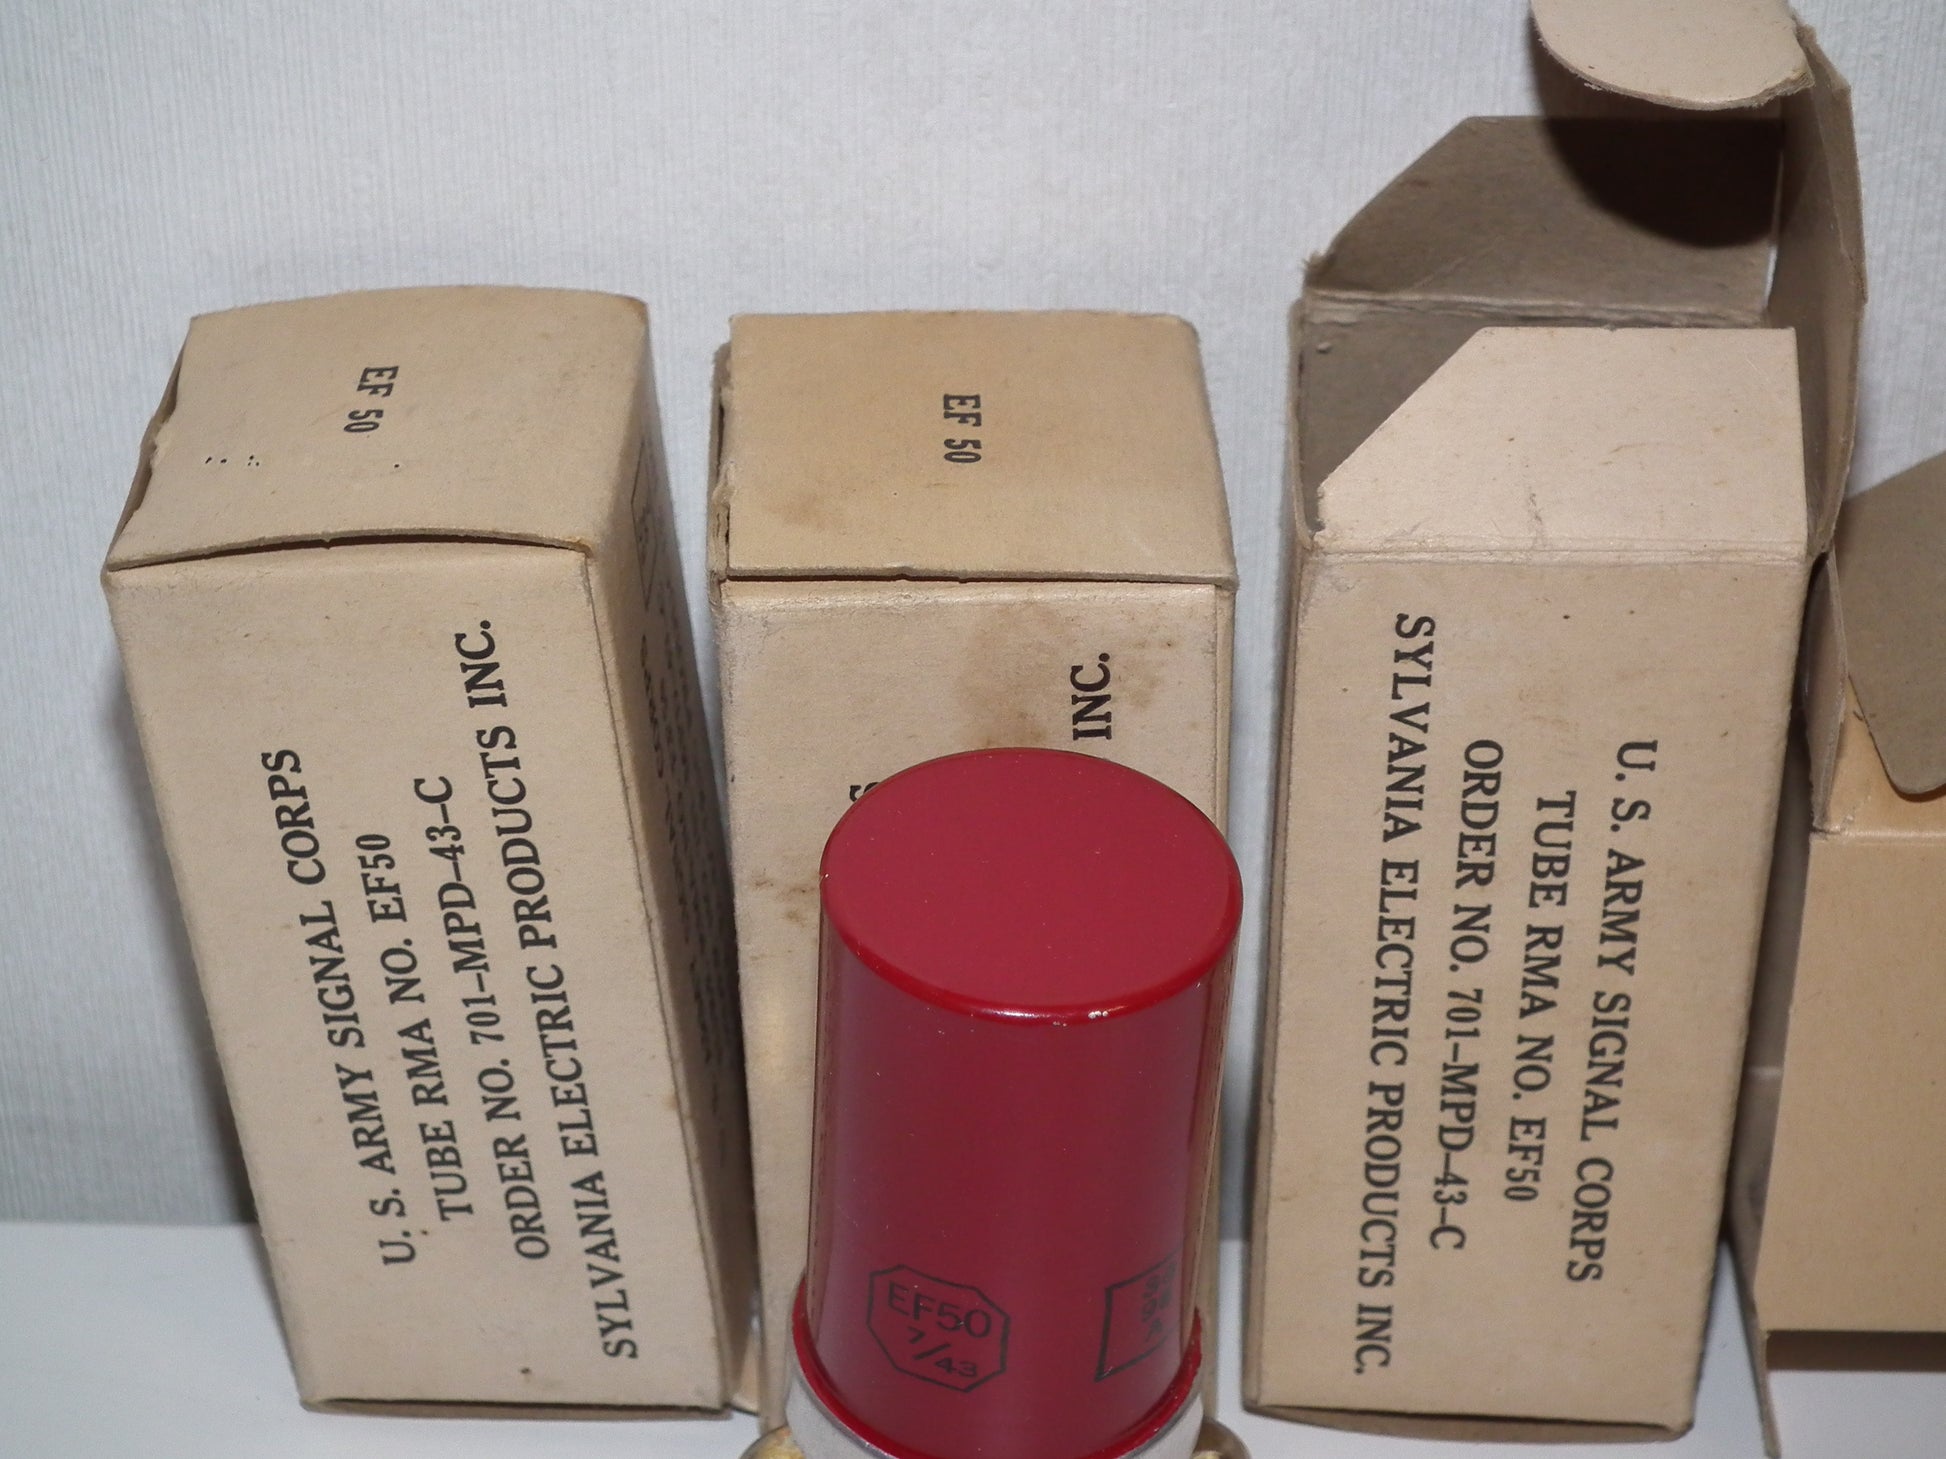 EF 50
U. S. ARMY SIGNAL CORPS
TUBE RMA NO. EF50
ORDER NO. 701-MPD-43-C
SYLVANIA ELECTRIC PRODUCTS INC.
EF 50
INC.
EF50
7/43
U. S. ARMY SIGNAL CORPS
TUBE RMA NO. EF50
ORDER NO. 701-MPD-43-C
SYLVANIA ELECTRIC PRODUCTS INC.